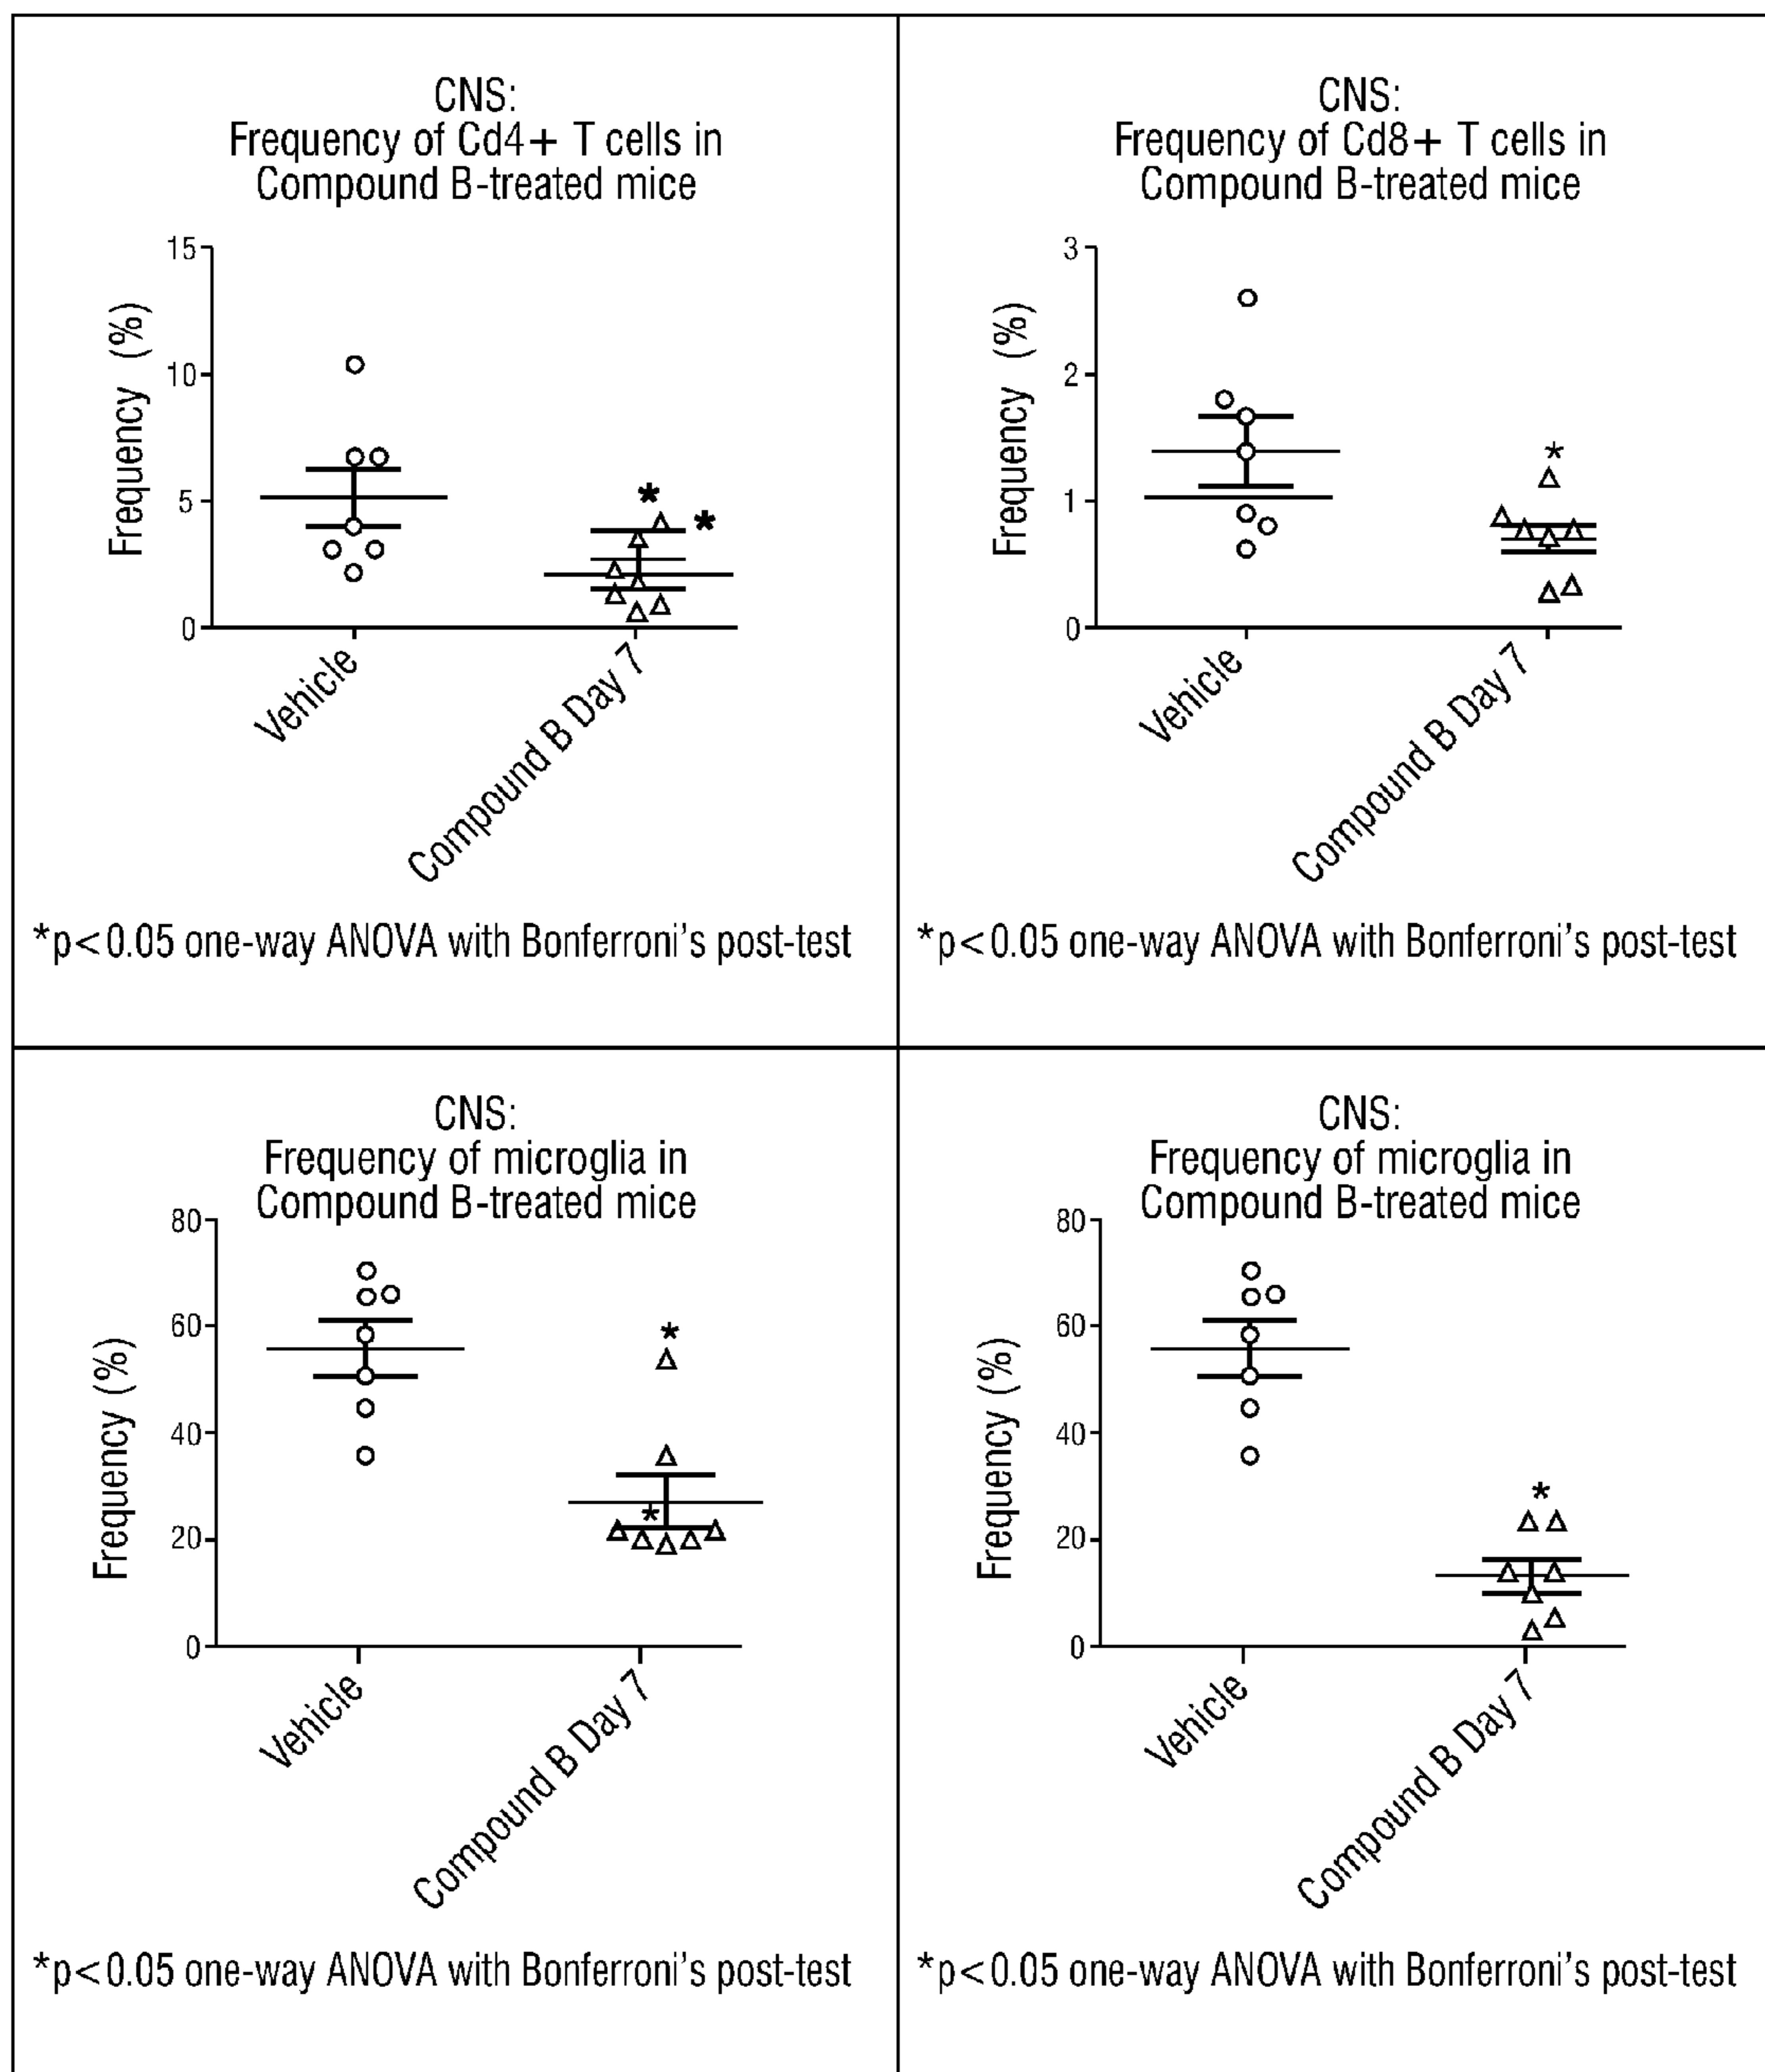 CNS:
Frequency of Cd4+ T cells in
Compound B-treated mice
15
10
5
0
Frequency (%)
*
*
Vehicle
Compound B Day 7
*p<0.05 one-way ANOVA with Bonferroni's post-test
CNS:
Frequency of Cd8+ T cells in
Compound B-treated mice
3
2
1
0
Frequency (%)
*
Vehicle
Compound B Day 7
*p<0.05 one-way ANOVA with Bonferroni's post-test
CNS:
Frequency of microglia in
Compound B-treated mice
80
60
40
20
0
Frequency (%)
*
*
Vehicle
Compound B Day 7
*p<0.05 one-way ANOVA with Bonferroni's post-test
CNS:
Frequency of microglia in
Compound B-treated mice
80
60
40
20
0
Frequency (%)
*
Vehicle
Compound B Day 7
*p<0.05 one-way ANOVA with Bonferroni's post-test